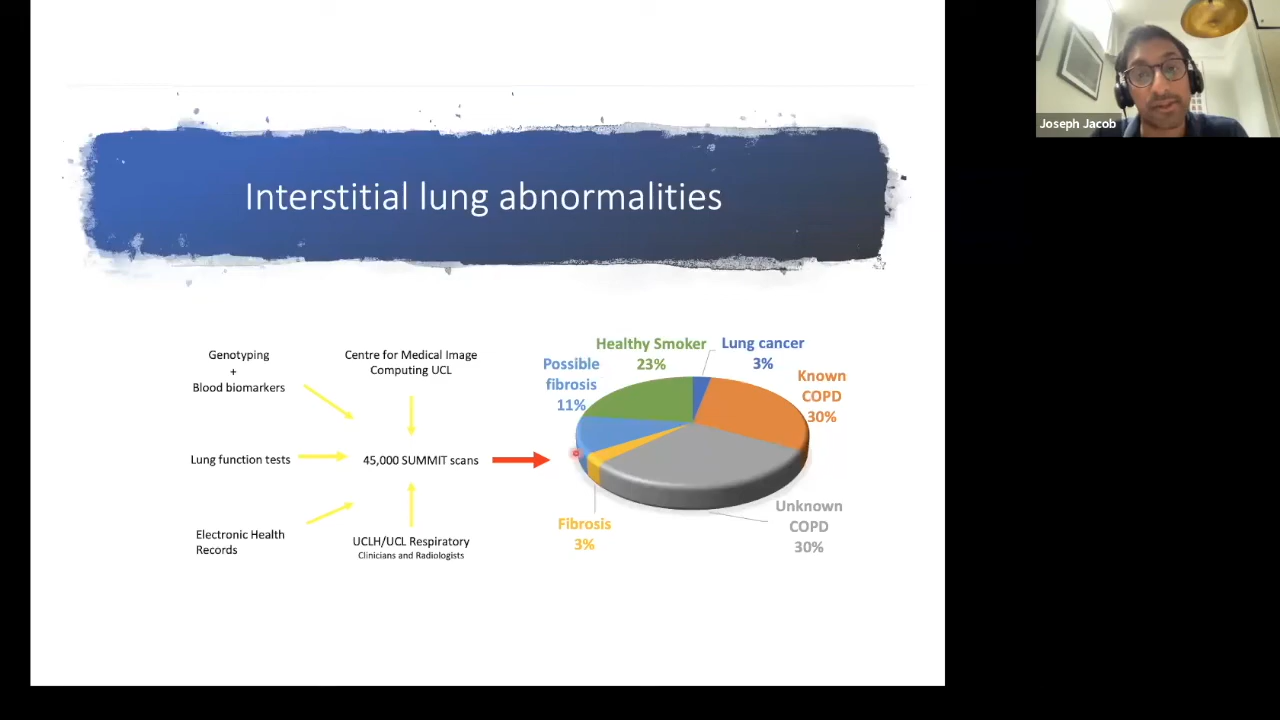 Joseph Jacob
Interstitial lung abnormalities
Genotyping
+
Blood biomarkers
Centre for Medical Image
Computing UCL
Lung function tests
45,000 SUMMIT scans
Electronic Health
Records
UCLH/UCL Respiratory
Clinicians and Radiologists
Healthy Smoker
23%
Lung cancer
3%
Possible
fibrosis
11%
Known
COPD
30%
Fibrosis
3%
Unknown
COPD
30%